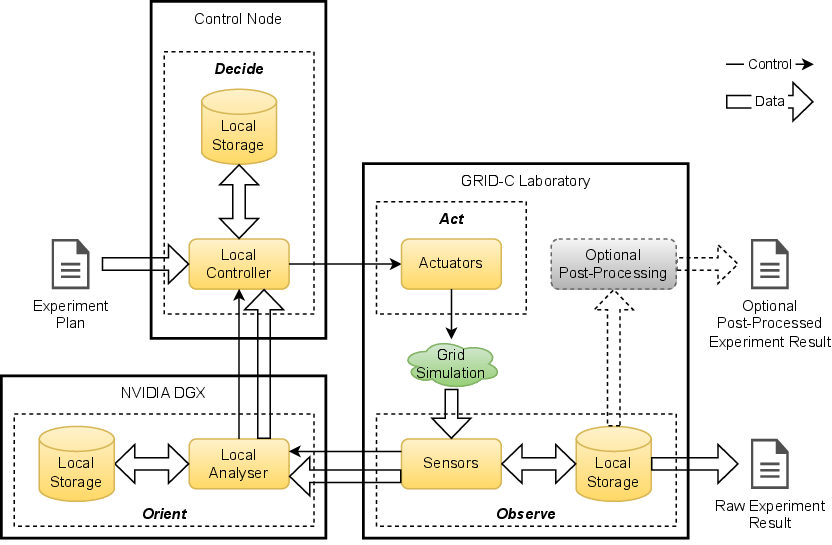 Control Node
Decide
Local
Storage
Control
Data
GRID-C Laboratory
Act
Local
Controller
Actuators
Optional
Post-Processing
Experiment
Plan
Optional
Post-Processed
Experiment Result
Grid
Simulation
NVIDIA DGX
Local
Storage
Local
Analyser
Sensors
Local
Storage
Orient
Observe
Raw Experiment
Result